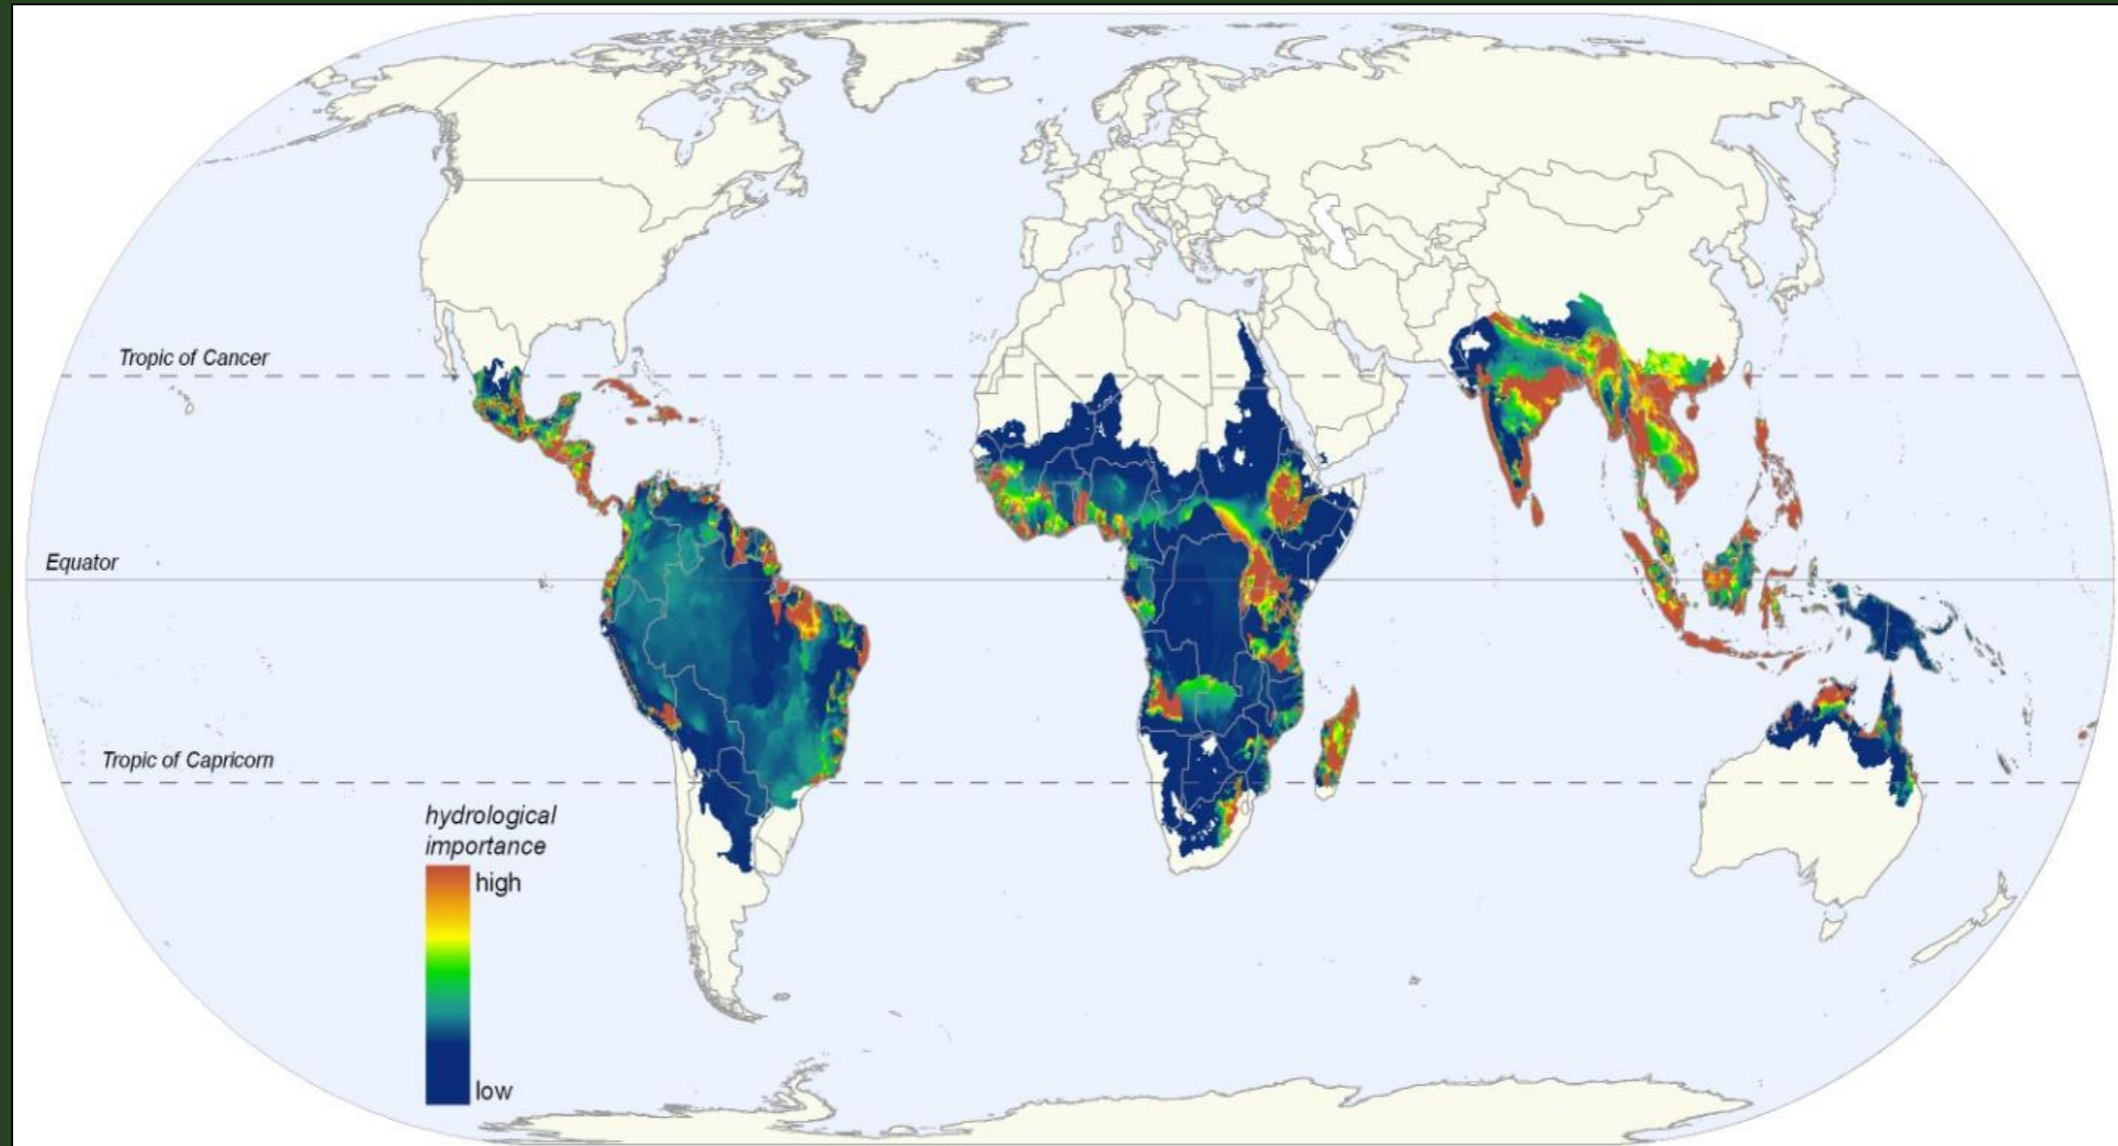 Tropic of Cancer
Equator
Tropic of Capricorn
hydrological
importance
high
low